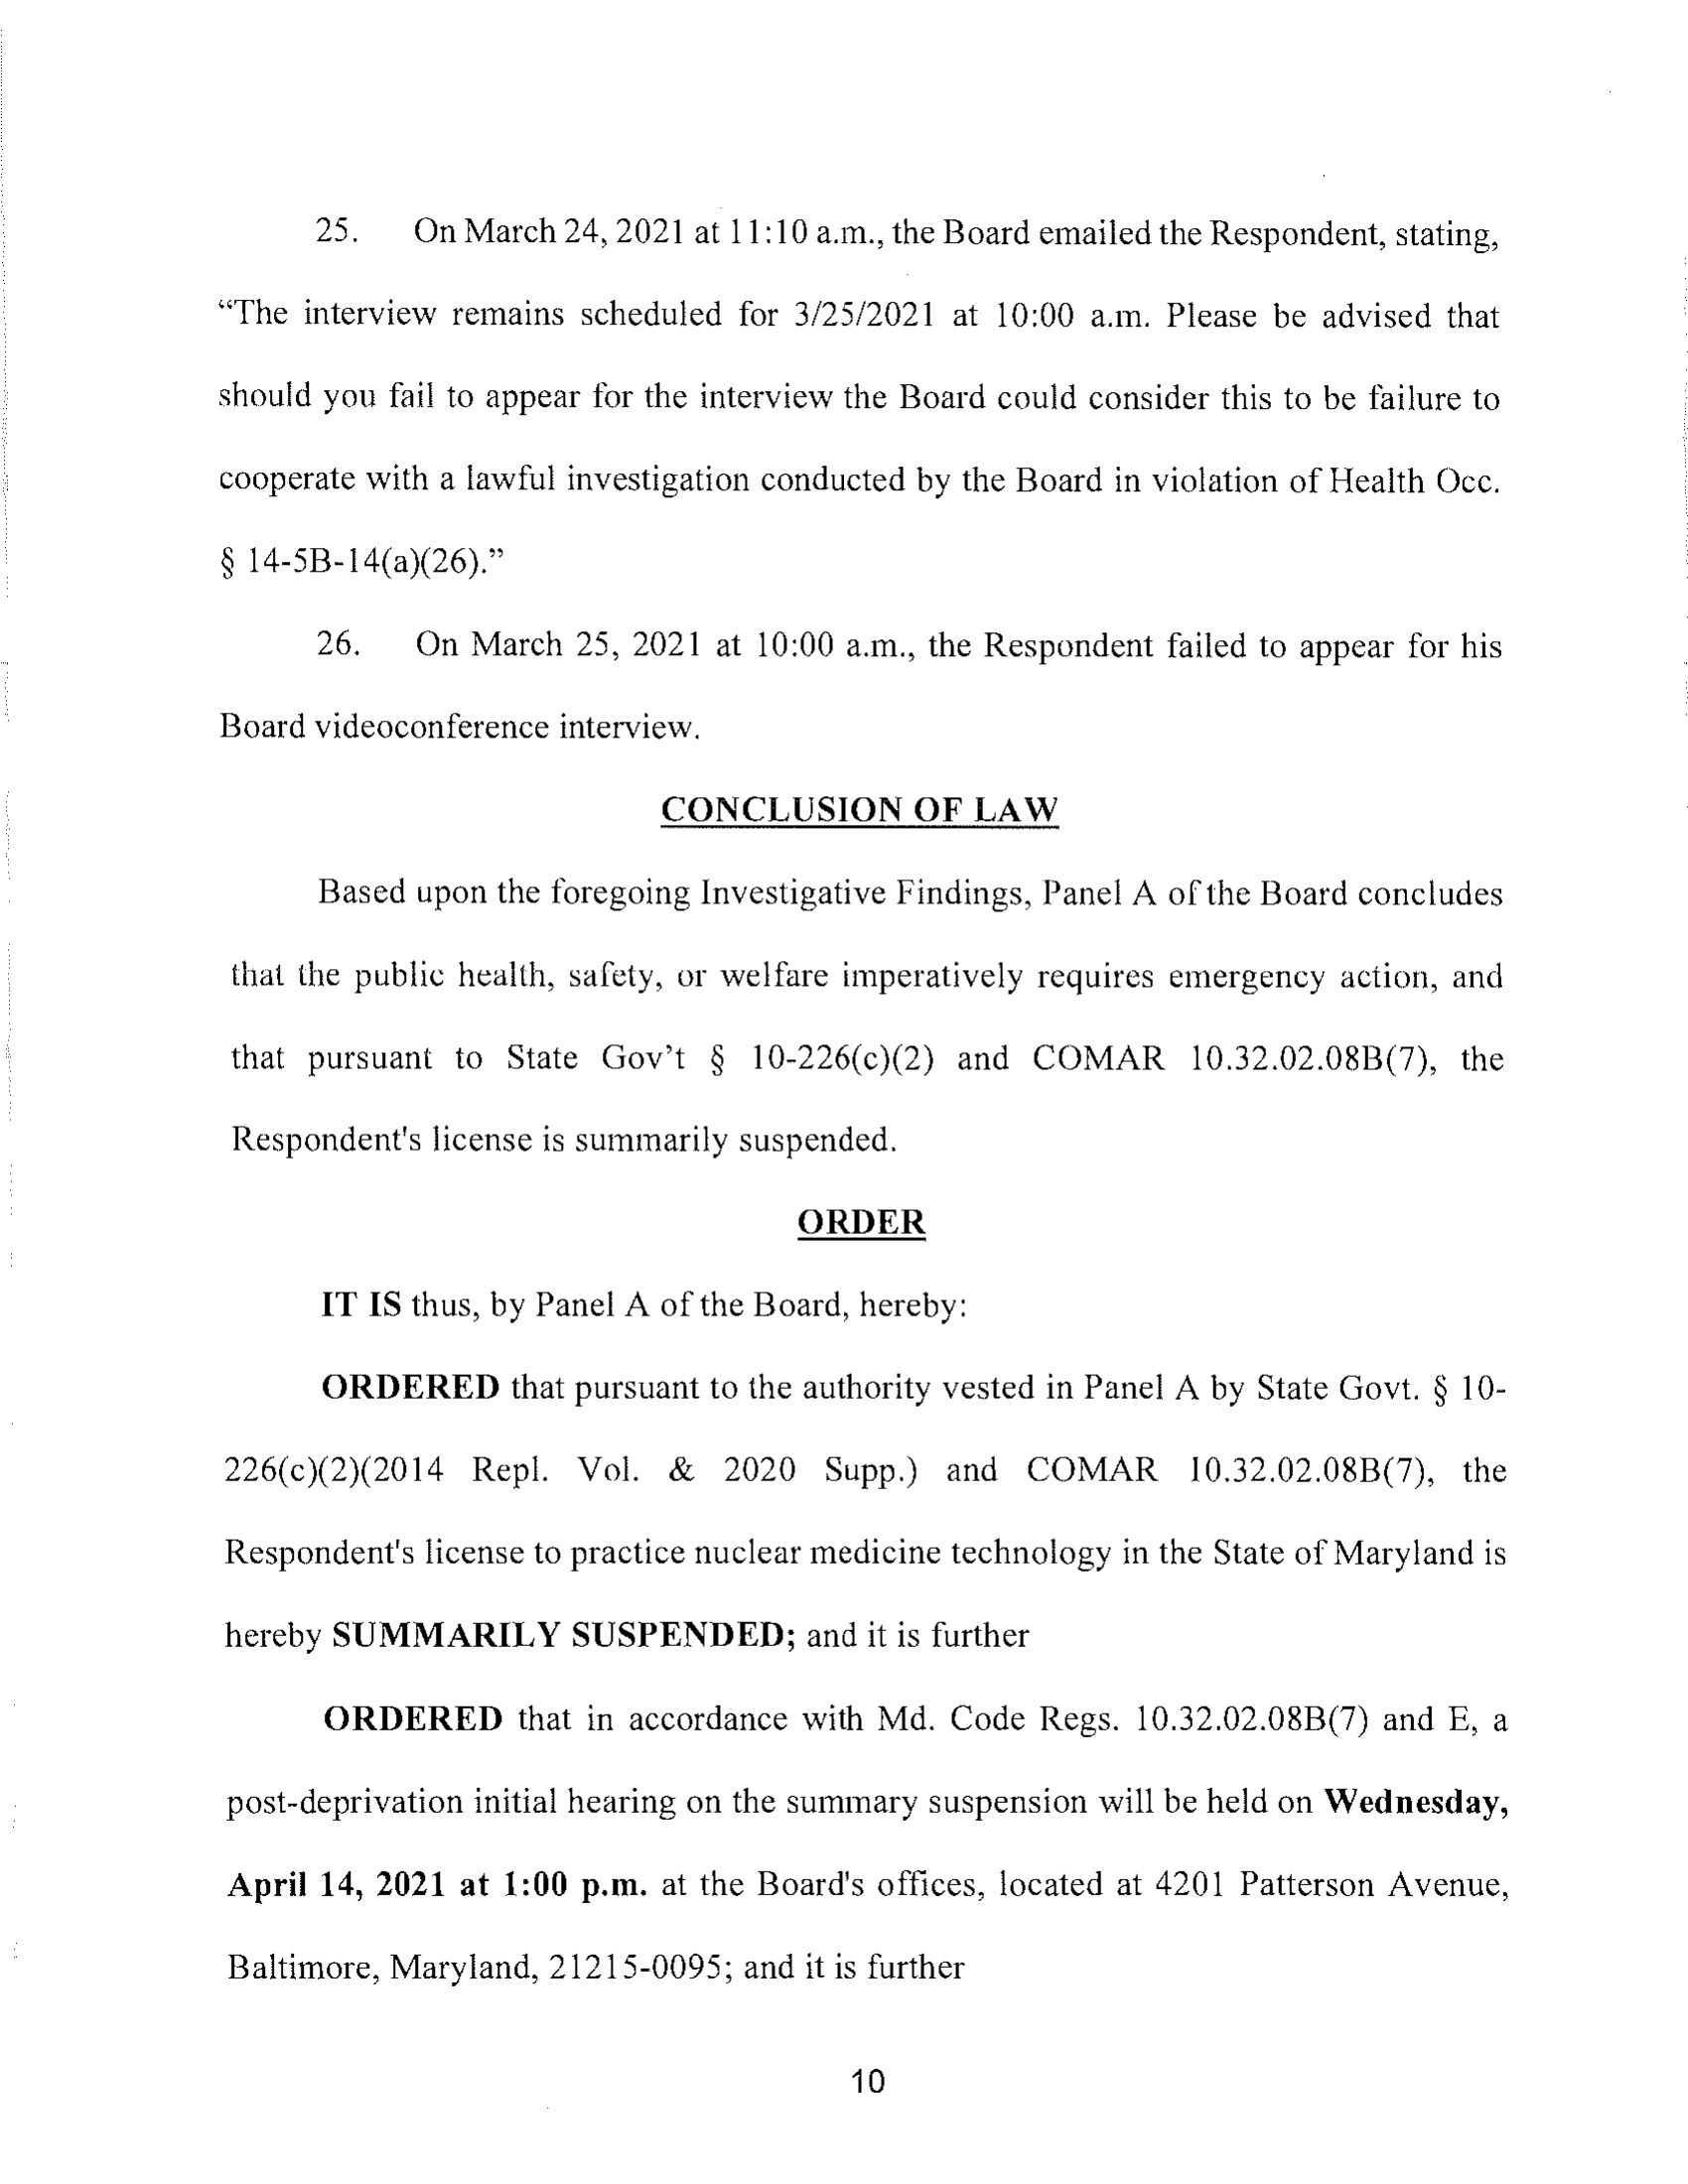 25. On March 24, 2021 at 11:10 a.m., the Board emailed the Respondent, stating,
“The interview remains scheduled for 3/25/2021 at 10:00 a.m. Please be advised that
should you fail to appear for the interview the Board could consider this to be failure to
cooperate with a lawful investigation conducted by the Board in violation of Health Occ.
§ 14-5B-14(a)(26).”
26. On March 25, 2021 at 10:00 a.m., the Respondent failed to appear for his
Board videoconference interview.
CONCLUSION OF LAW
Based upon the foregoing Investigative Findings, Panel A of the Board concludes
that the public health, safety, or welfare imperatively requires emergency action, and
that pursuant to State Gov’t § 10-226(c)(2) and COMAR 10.32.02.08B(7), the
Respondent's license is summarily suspended.
ORDER
IT IS thus, by Panel A of the Board, hereby:
ORDERED that pursuant to the authority vested in Panel A by State Govt. § 10-
226(c)(2)(2014 Repl. Vol. & 2020 Supp.) and COMAR 10.32.02.08B(7), the
Respondent's license to practice nuclear medicine technology in the State of Maryland is
hereby SUMMARILY SUSPENDED; and it is further
ORDERED that in accordance with Md. Code Regs. 10.32.02.08B(7) and E, a
post-deprivation initial hearing on the summary suspension will be held on Wednesday,
April 14, 2021 at 1:00 p.m. at the Board's offices, located at 4201 Patterson Avenue,
Baltimore, Maryland, 21215-0095; and it is further
10